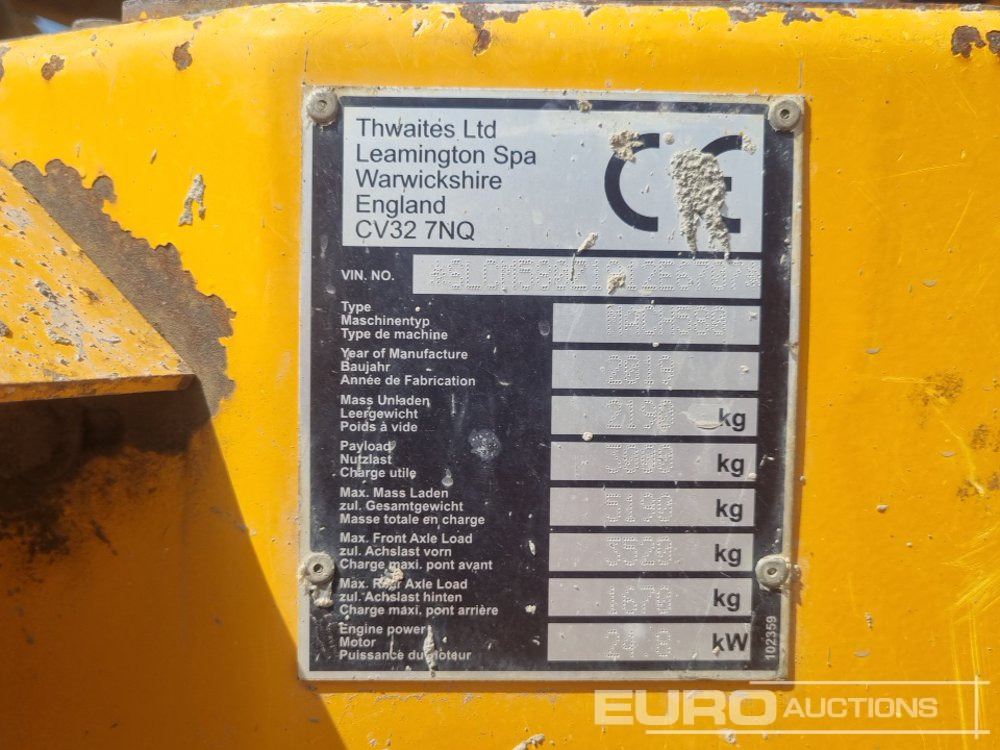 Thwaites Ltd
Leamington Spa
Warwickshire
England
CV32 7NQ
CE
VIN. NO.
Type
Maschinentyp
Type de machine
Year of Manufacture
Baujahr
Année de Fabrication
Mass Unladen
Leergewicht
Poids à vide
2190 kg
Payload
Nutzlast
Charge utile
3000 kg
Max. Mass Laden
zul. Gesamtgewicht
Masse totale en charge
5190 kg
Max. Front Axle Load
zul. Achslast vorn
Charge maxi. pont avant
3520 kg
Max. Rear Axle Load
zul. Achslast hinten
Charge maxi. pont arrière
1670 kg
Engine power
Motor
Puissance du moteur
kW
102359
EURO AUCTIONS